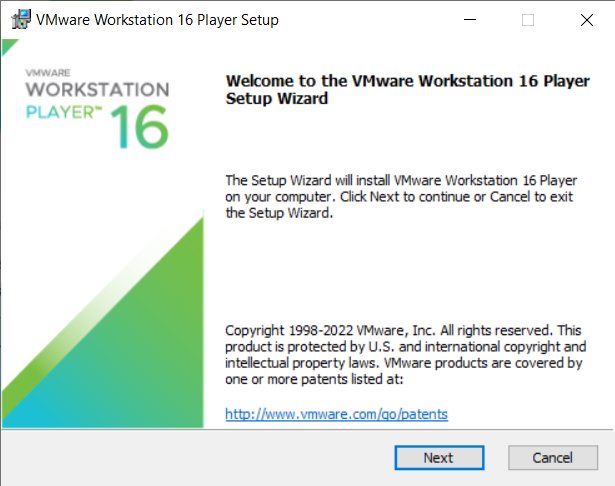 VMware Workstation 16 Player Setup
VMWARE
WORKSTATION
PLAYER™ 16
Welcome to the VMware Workstation 16 Player
Setup Wizard
The Setup Wizard will install VMware Workstation 16 Player
on your computer. Click Next to continue or Cancel to exit
the Setup Wizard.
Copyright 1998-2022 VMware, Inc. All rights reserved. This
product is protected by U.S. and international copyright and
intellectual property laws. VMware products are covered by
one or more patents listed at:
http://www.vmware.com/go/patents
Next Cancel